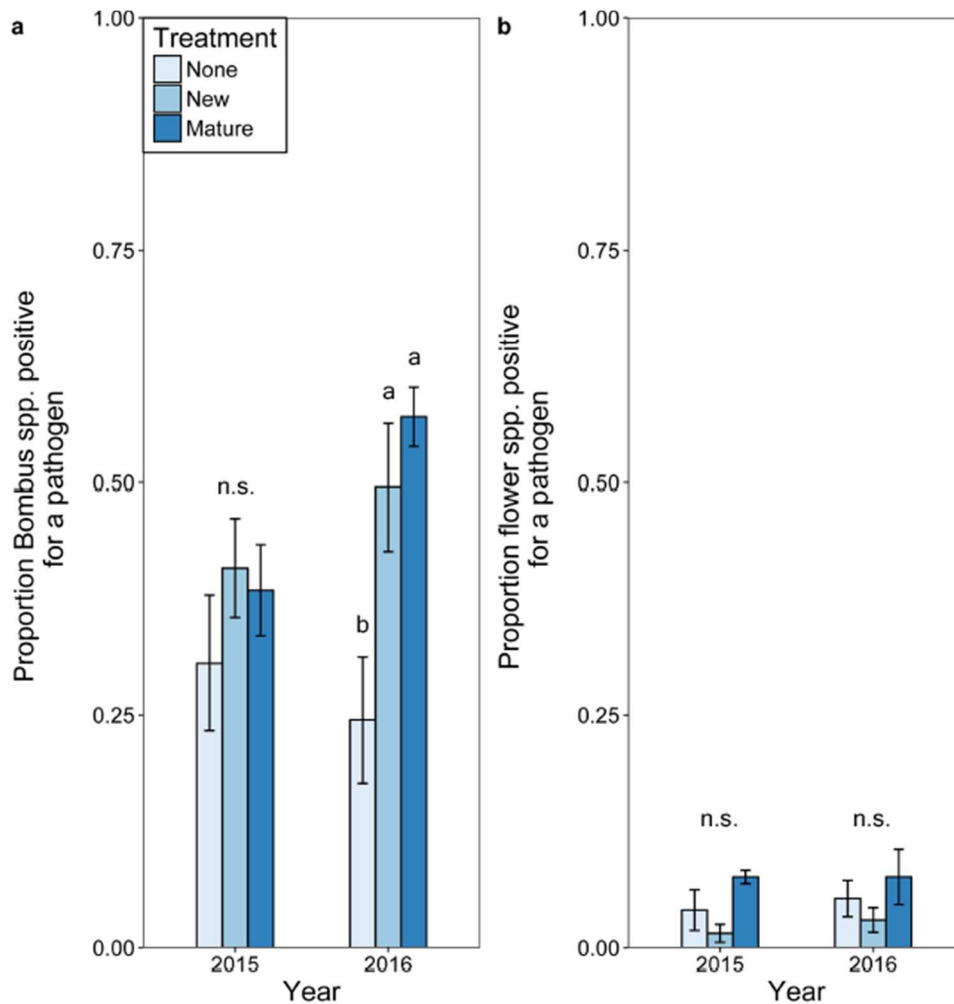 a
Treatment
None
New
Mature
1.00
0.75
0.50
0.25
0.00
Proportion Bombus spp. positive
for a pathogen
n.s.
b
a
a
2015
2016
Year
b
1.00
0.75
0.50
0.25
0.00
Proportion flower spp. positive
for a pathogen
n.s.
n.s.
2015
2016
Year